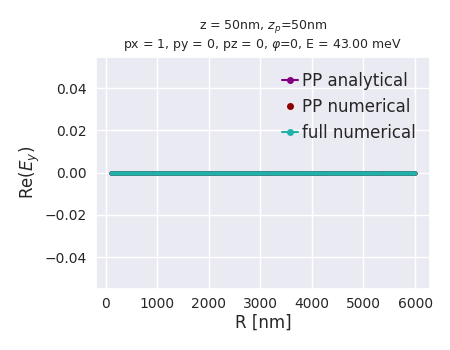 z = 50nm, z_p=50nm
px = 1, py = 0, pz = 0, φ=0, E = 43.00 meV
PP analytical
PP numerical
full numerical
Re(E_y)
0.04
0.02
0.00
−0.02
−0.04
0 1000 2000 3000 4000 5000 6000
R [nm]